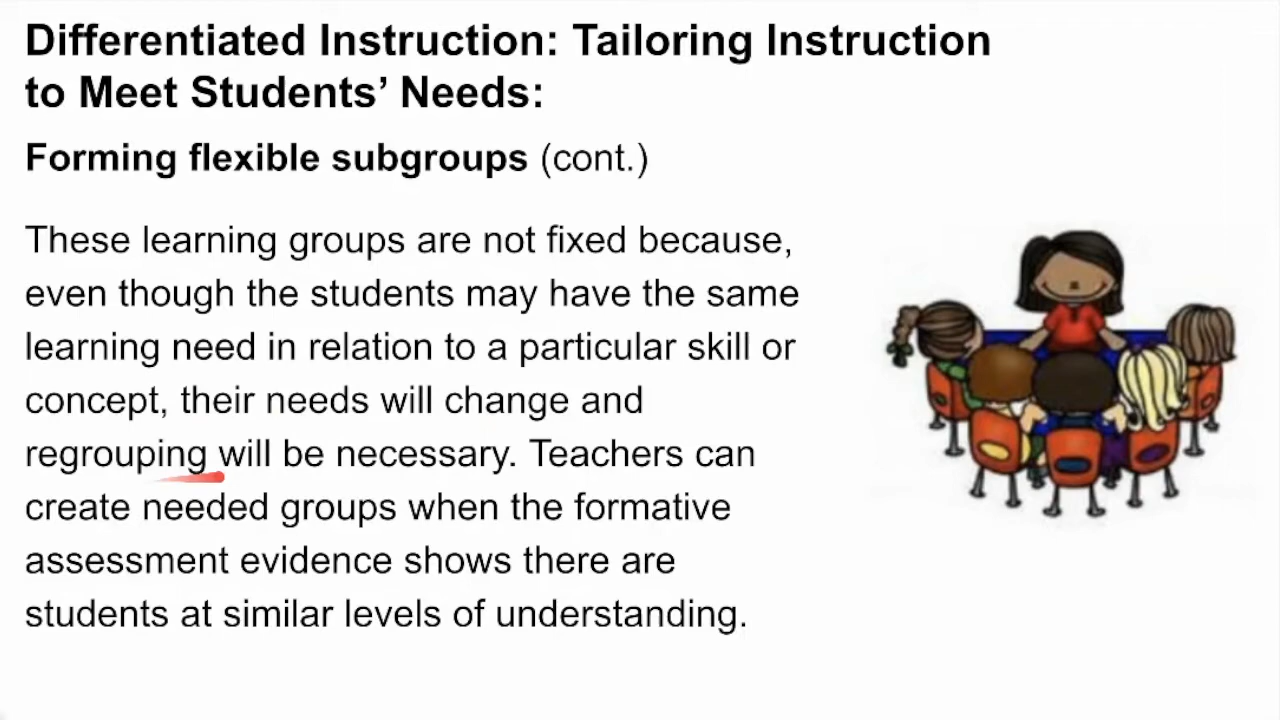 Differentiated Instruction: Tailoring Instruction
to Meet Students’ Needs:
Forming flexible subgroups (cont.)
These learning groups are not fixed because,
even though the students may have the same
learning need in relation to a particular skill or
concept, their needs will change and
regrouping will be necessary. Teachers can
create needed groups when the formative
assessment evidence shows there are
students at similar levels of understanding.